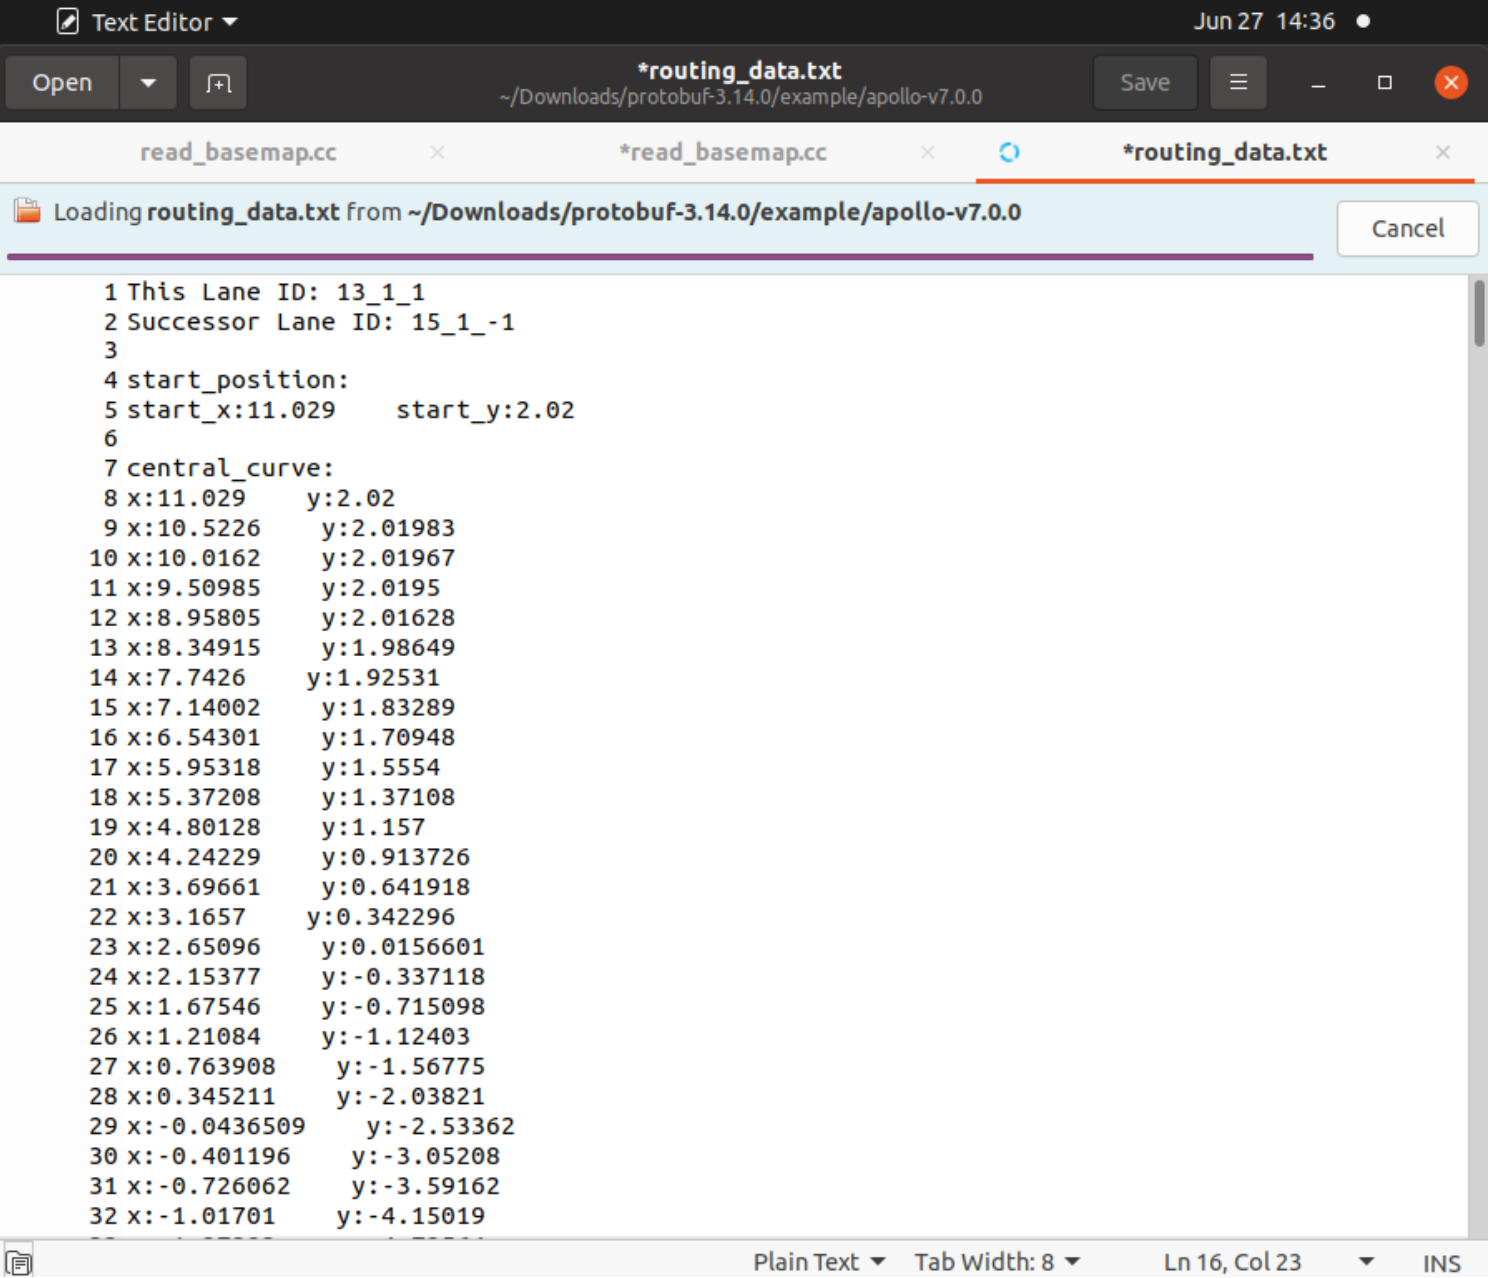 Text Editor
Jun 27 14:36
Open
*routing_data.txt
~/Downloads/protobuf-3.14.0/example/apollo-v7.0.0
Save
read_basemap.cc
*read_basemap.cc
*routing_data.txt
Loading routing_data.txt from ~/Downloads/protobuf-3.14.0/example/apollo-v7.0.0
Cancel
1 This Lane ID: 13_1_1
2 Successor Lane ID: 15_1_-1
3
4 start_position:
5 start_x:11.029    start_y:2.02
6
7 central_curve:
8 x:11.029    y:2.02
9 x:10.5226    y:2.01983
10 x:10.0162    y:2.01967
11 x:9.50985    y:2.0195
12 x:8.95805    y:2.01628
13 x:8.34915    y:1.98649
14 x:7.7426    y:1.92531
15 x:7.14002    y:1.83289
16 x:6.54301    y:1.70948
17 x:5.95318    y:1.5554
18 x:5.37208    y:1.37108
19 x:4.80128    y:1.157
20 x:4.24229    y:0.913726
21 x:3.69661    y:0.641918
22 x:3.1657    y:0.342296
23 x:2.65096    y:0.0156601
24 x:2.15377    y:-0.337118
25 x:1.67546    y:-0.715098
26 x:1.21084    y:-1.12403
27 x:0.763908    y:-1.56775
28 x:0.345211    y:-2.03821
29 x:-0.0436509    y:-2.53362
30 x:-0.401196    y:-3.05208
31 x:-0.726062    y:-3.59162
32 x:-1.01701    y:-4.15019
Plain Text
Tab Width: 8
Ln 16, Col 23
INS